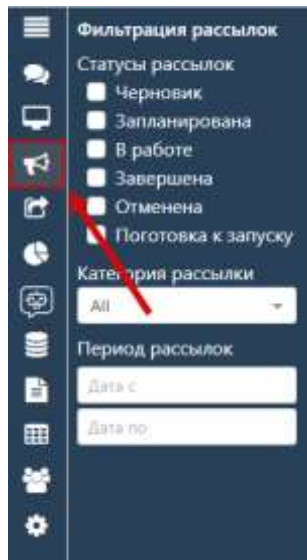 Фильтрация рассылок
Статусы рассылок
Черновик
Запланирована
В работе
Завершена
Отменена
Поготовка к запуску
Категория рассылки
All
Период рассылок
Дата с
Дата по